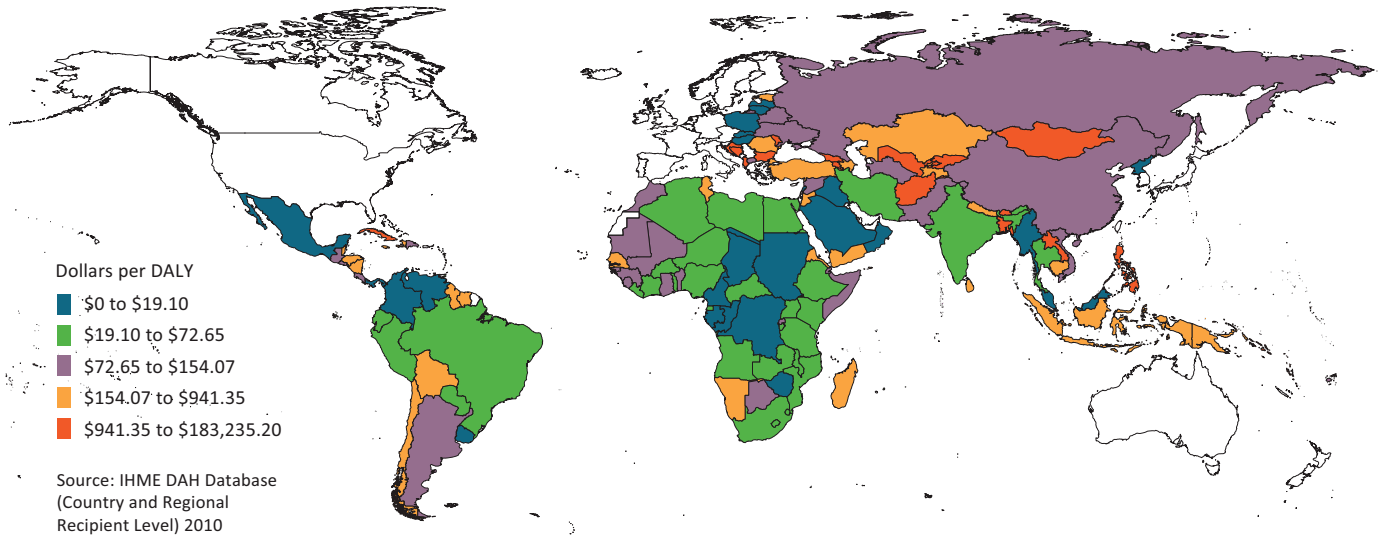 Dollars per DALY
$0 to $19.10
$19.10 to $72.65
$72.65 to $154.07
$154.07 to $941.35
$941.35 to $183,235.20
Source: IHME DAH Database
(Country and Regional
Recipient Level) 2010